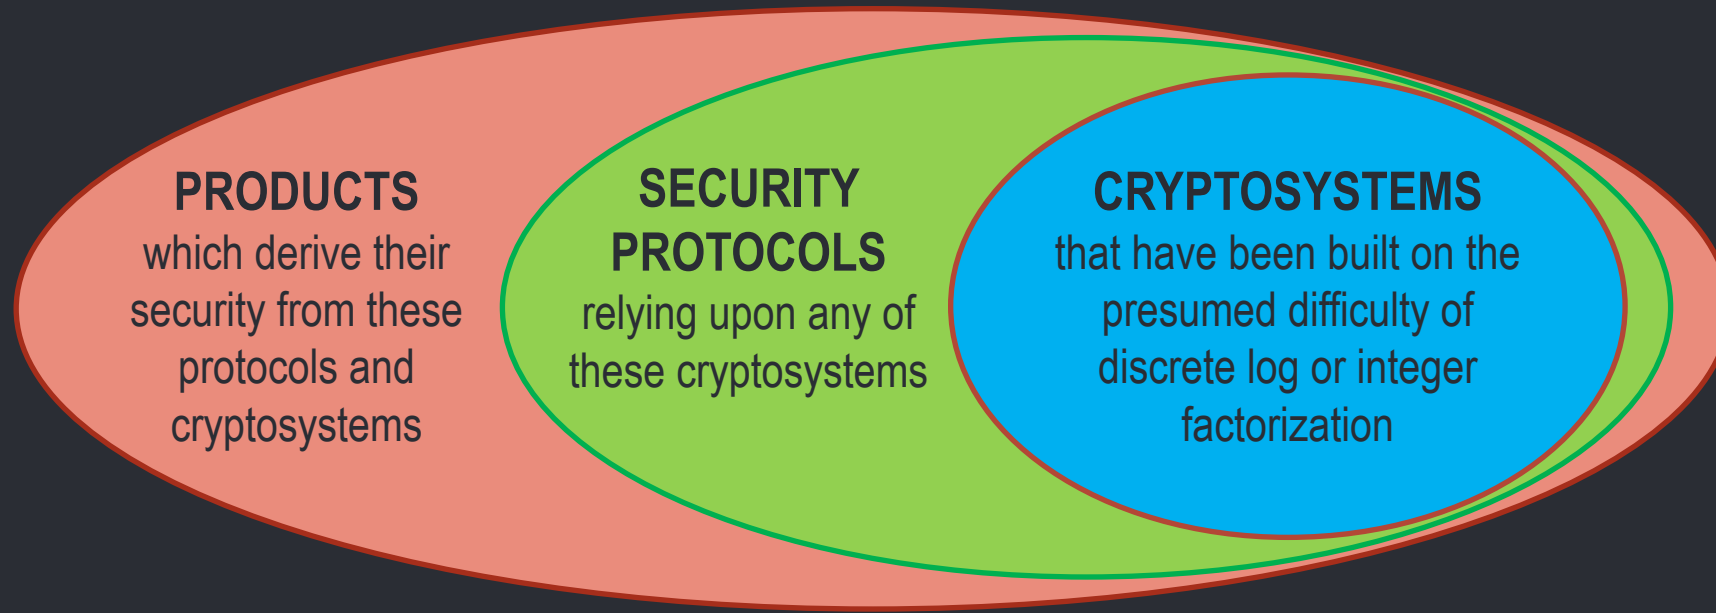 PRODUCTS
which derive their
security from these
protocols and
cryptosystems
SECURITY
PROTOCOLS
relying upon any of
these cryptosystems
CRYPTOSYSTEMS
that have been built on the
presumed difficulty of
discrete log or integer
factorization